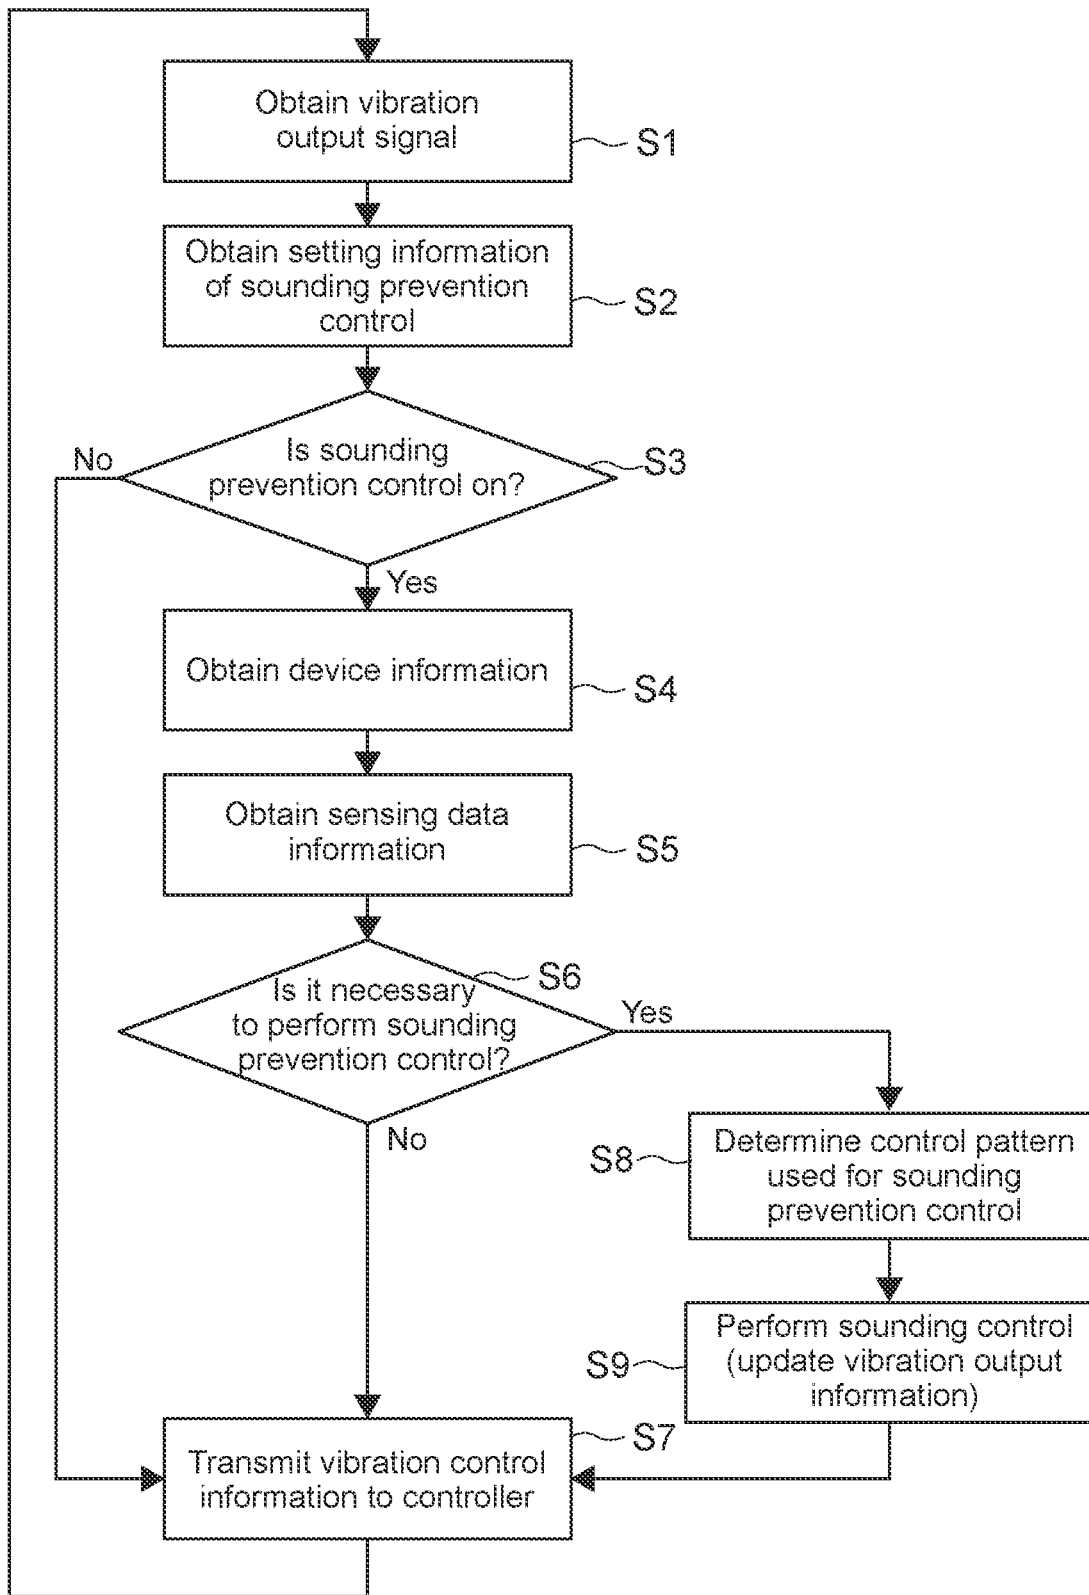 Obtain vibration
output signal
S1
Obtain setting information
of sounding prevention
control
S2
Is sounding
prevention control on?
S3
No
Yes
Obtain device information
S4
Obtain sensing data
information
S5
Is it necessary
to perform sounding
prevention control?
S6
Yes
No
Determine control pattern
used for sounding
prevention control
S8
Perform sounding control
(update vibration output
information)
S9
Transmit vibration control
information to controller
S7